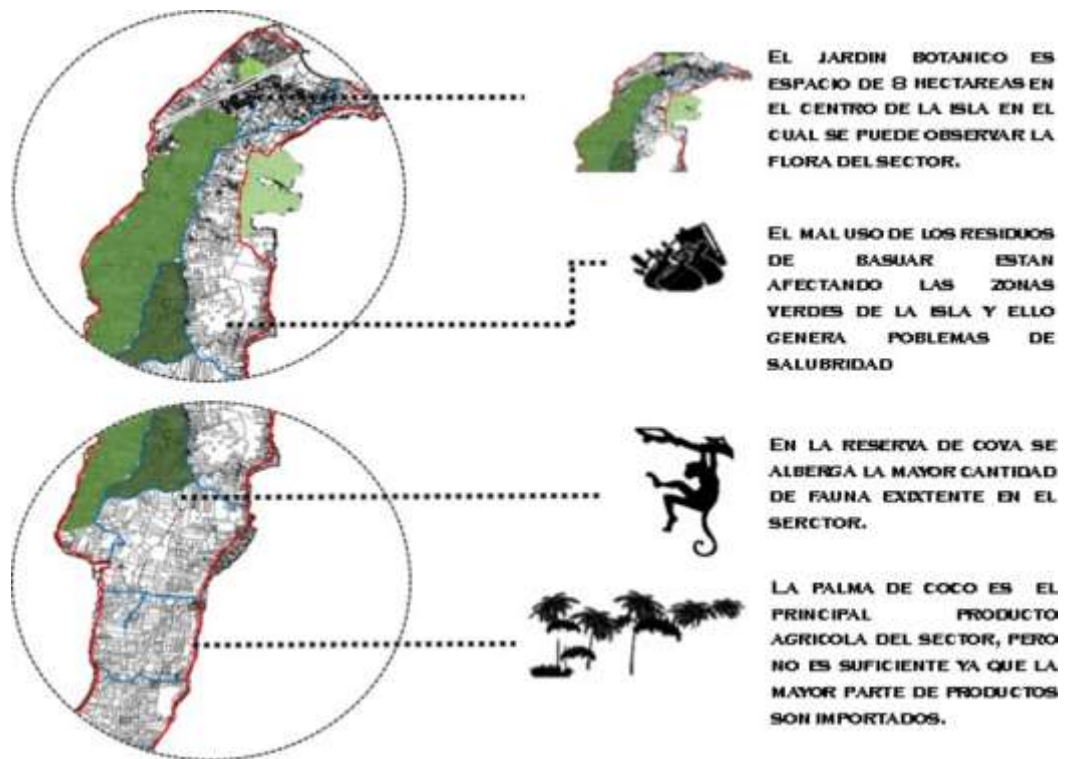 EL JARDIN BOTANICO ES
ESPACIO DE 8 HECTAREAS EN
EL CENTRO DE LA ISLA EN EL
CUAL SE PUEDE OBSERVAR LA
FLORA DEL SECTOR.
EL MAL USO DE LOS RESIDUOS
DE BASUAR ESTAN
AFECTANDO LAS ZONAS
VERDES DE LA ISLA Y ELLO
GENERA POBLEMAS DE
SALUBRIDAD
EN LA RESERVA DE COVA SE
ALBERGA LA MAYOR CANTIDAD
DE FAUNA EXIXTENTE EN EL
SERCTOR.
LA PALMA DE COCO ES EL
PRINCIPAL PRODUCTO
AGRICOLA DEL SECTOR, PERO
NO ES SUFICIENTE YA QUE LA
MAYOR PARTE DE PRODUCTOS
SON IMPORTADOS.